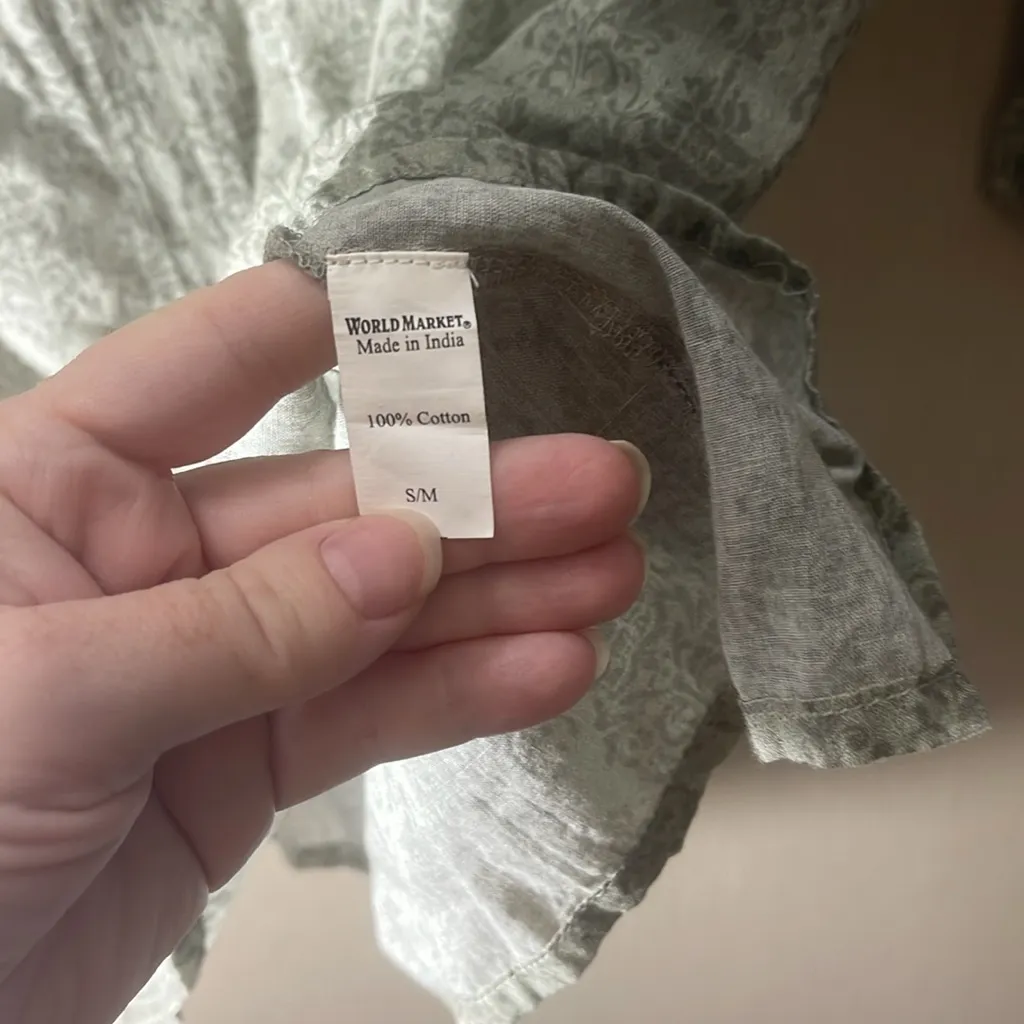 WORLD MARKET®
Made in India
100% Cotton
S/M